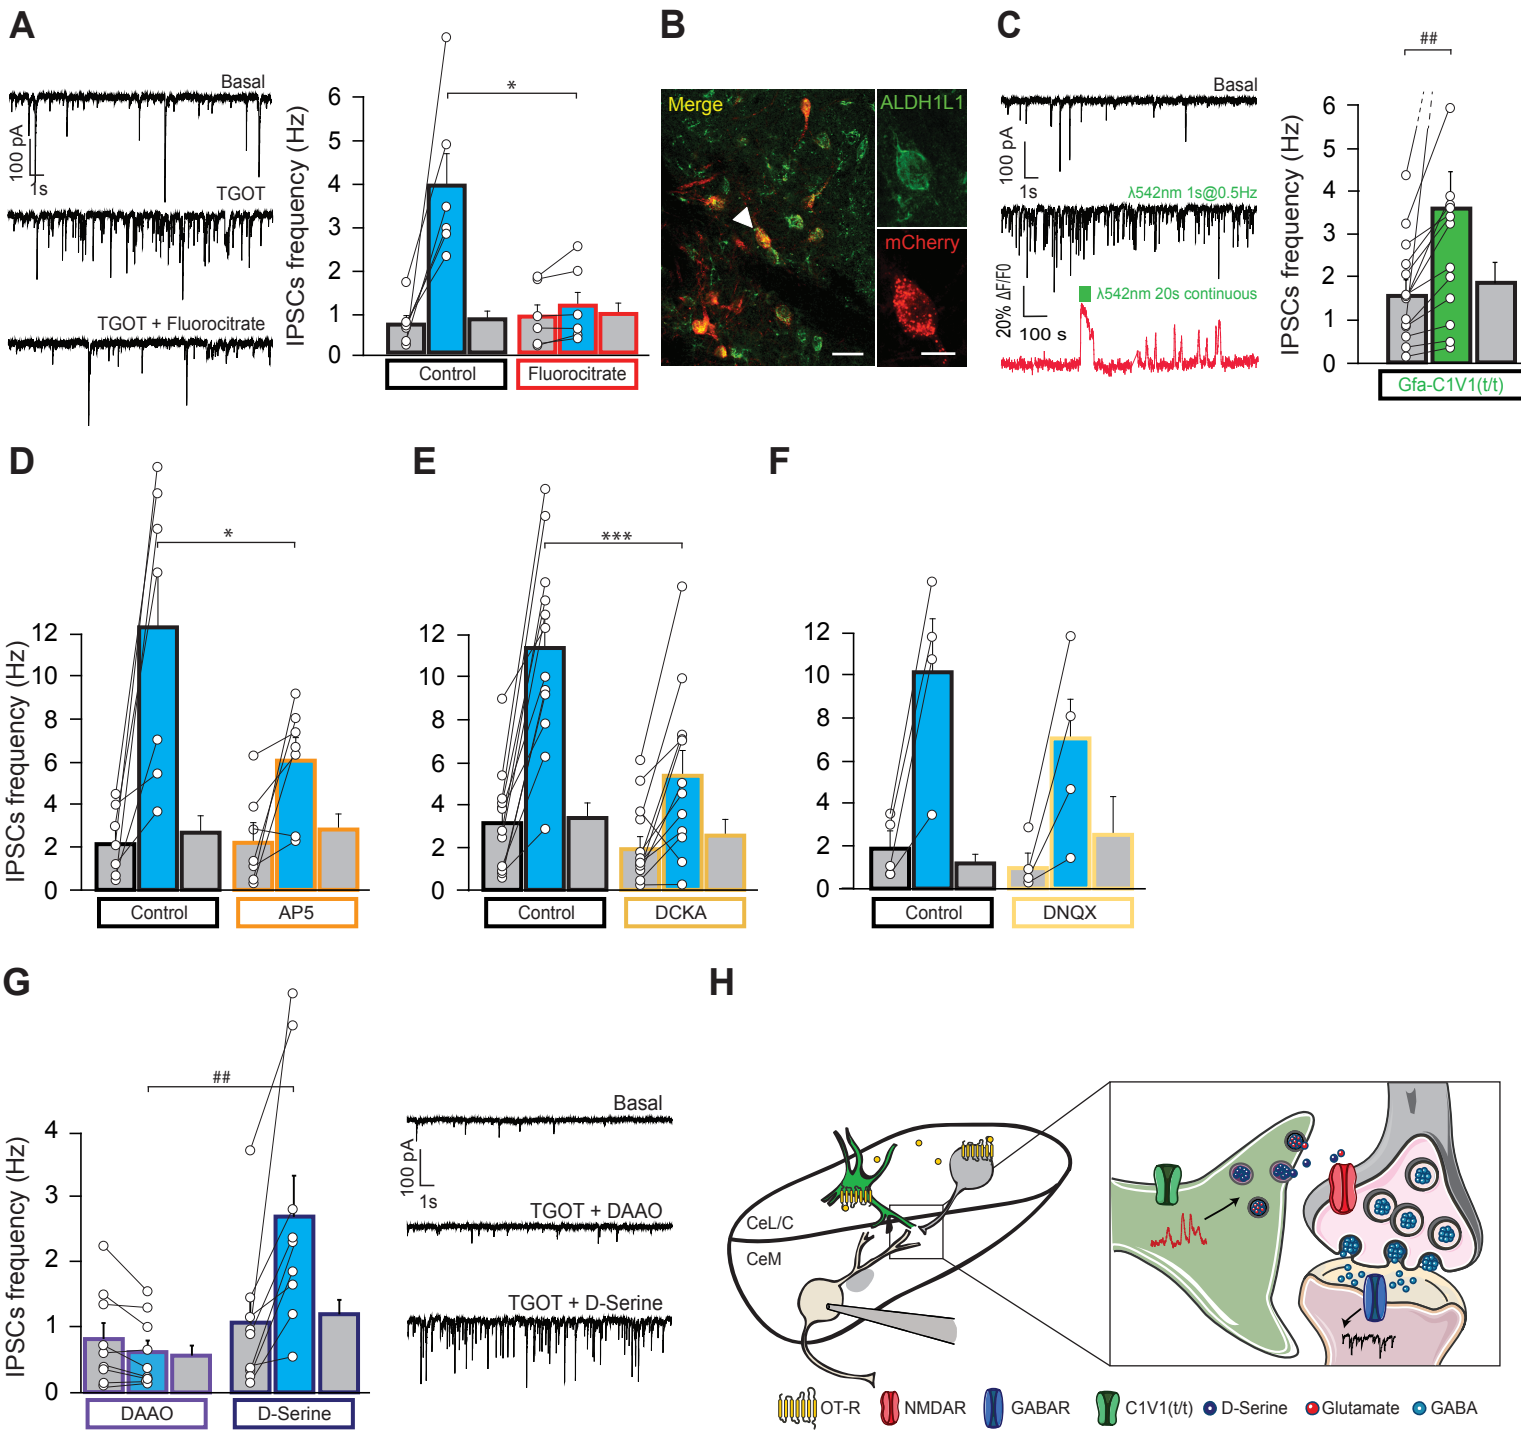 A
Basal
100 pA
1s
TGOT
TGOT + Fluorocitrate
IPSCs frequency (Hz)
6
5
4
3
2
1
0
*
Control
Fluorocitrate
B
Merge
ALDH1L1
mCherry
C
Basal
100 pA
1s
λ542nm 1s@0.5Hz
20% ΔF/F0
100 s
λ542nm 20s continuous
IPSCs frequency (Hz)
6
5
4
3
2
1
0
##
Gfa-C1V1(t/t)
D
IPSCs frequency (Hz)
12
10
8
6
4
2
0
*
Control
AP5
E
12
10
8
6
4
2
0
***
Control
DCKA
F
12
10
8
6
4
2
0
Control
DNQX
G
IPSCs frequency (Hz)
4
3
2
1
0
##
DAAO
D-Serine
Basal
100 pA
1s
TGOT + DAAO
TGOT + D-Serine
H
CeL/C
CeM
OT-R
NMDAR
GABAR
C1V1(t/t)
D-Serine
Glutamate
GABA